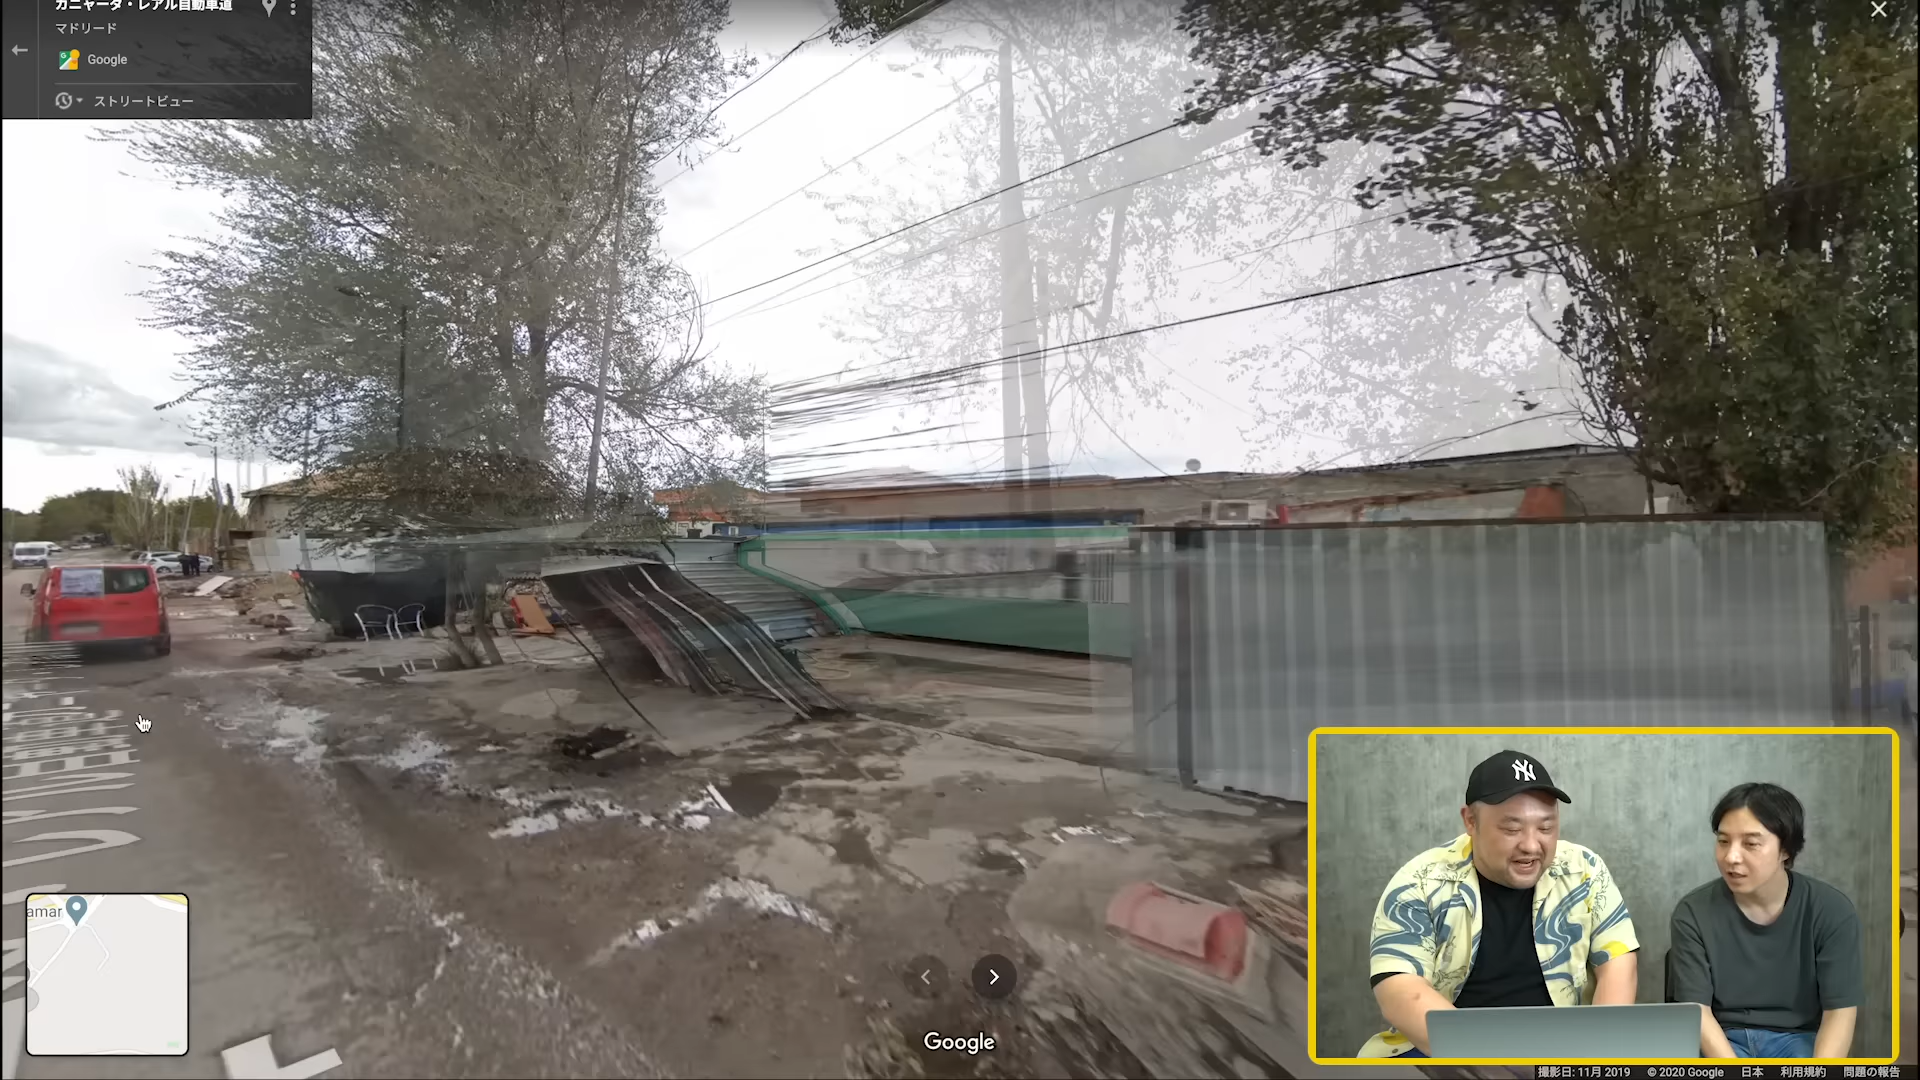 カニャーダ・レアル自動車道
マドリード
Google
ストリートビュー
amar
Google
NY
撮影日: 11月 2019 © 2020 Google 日本 利用規約 問題の報告